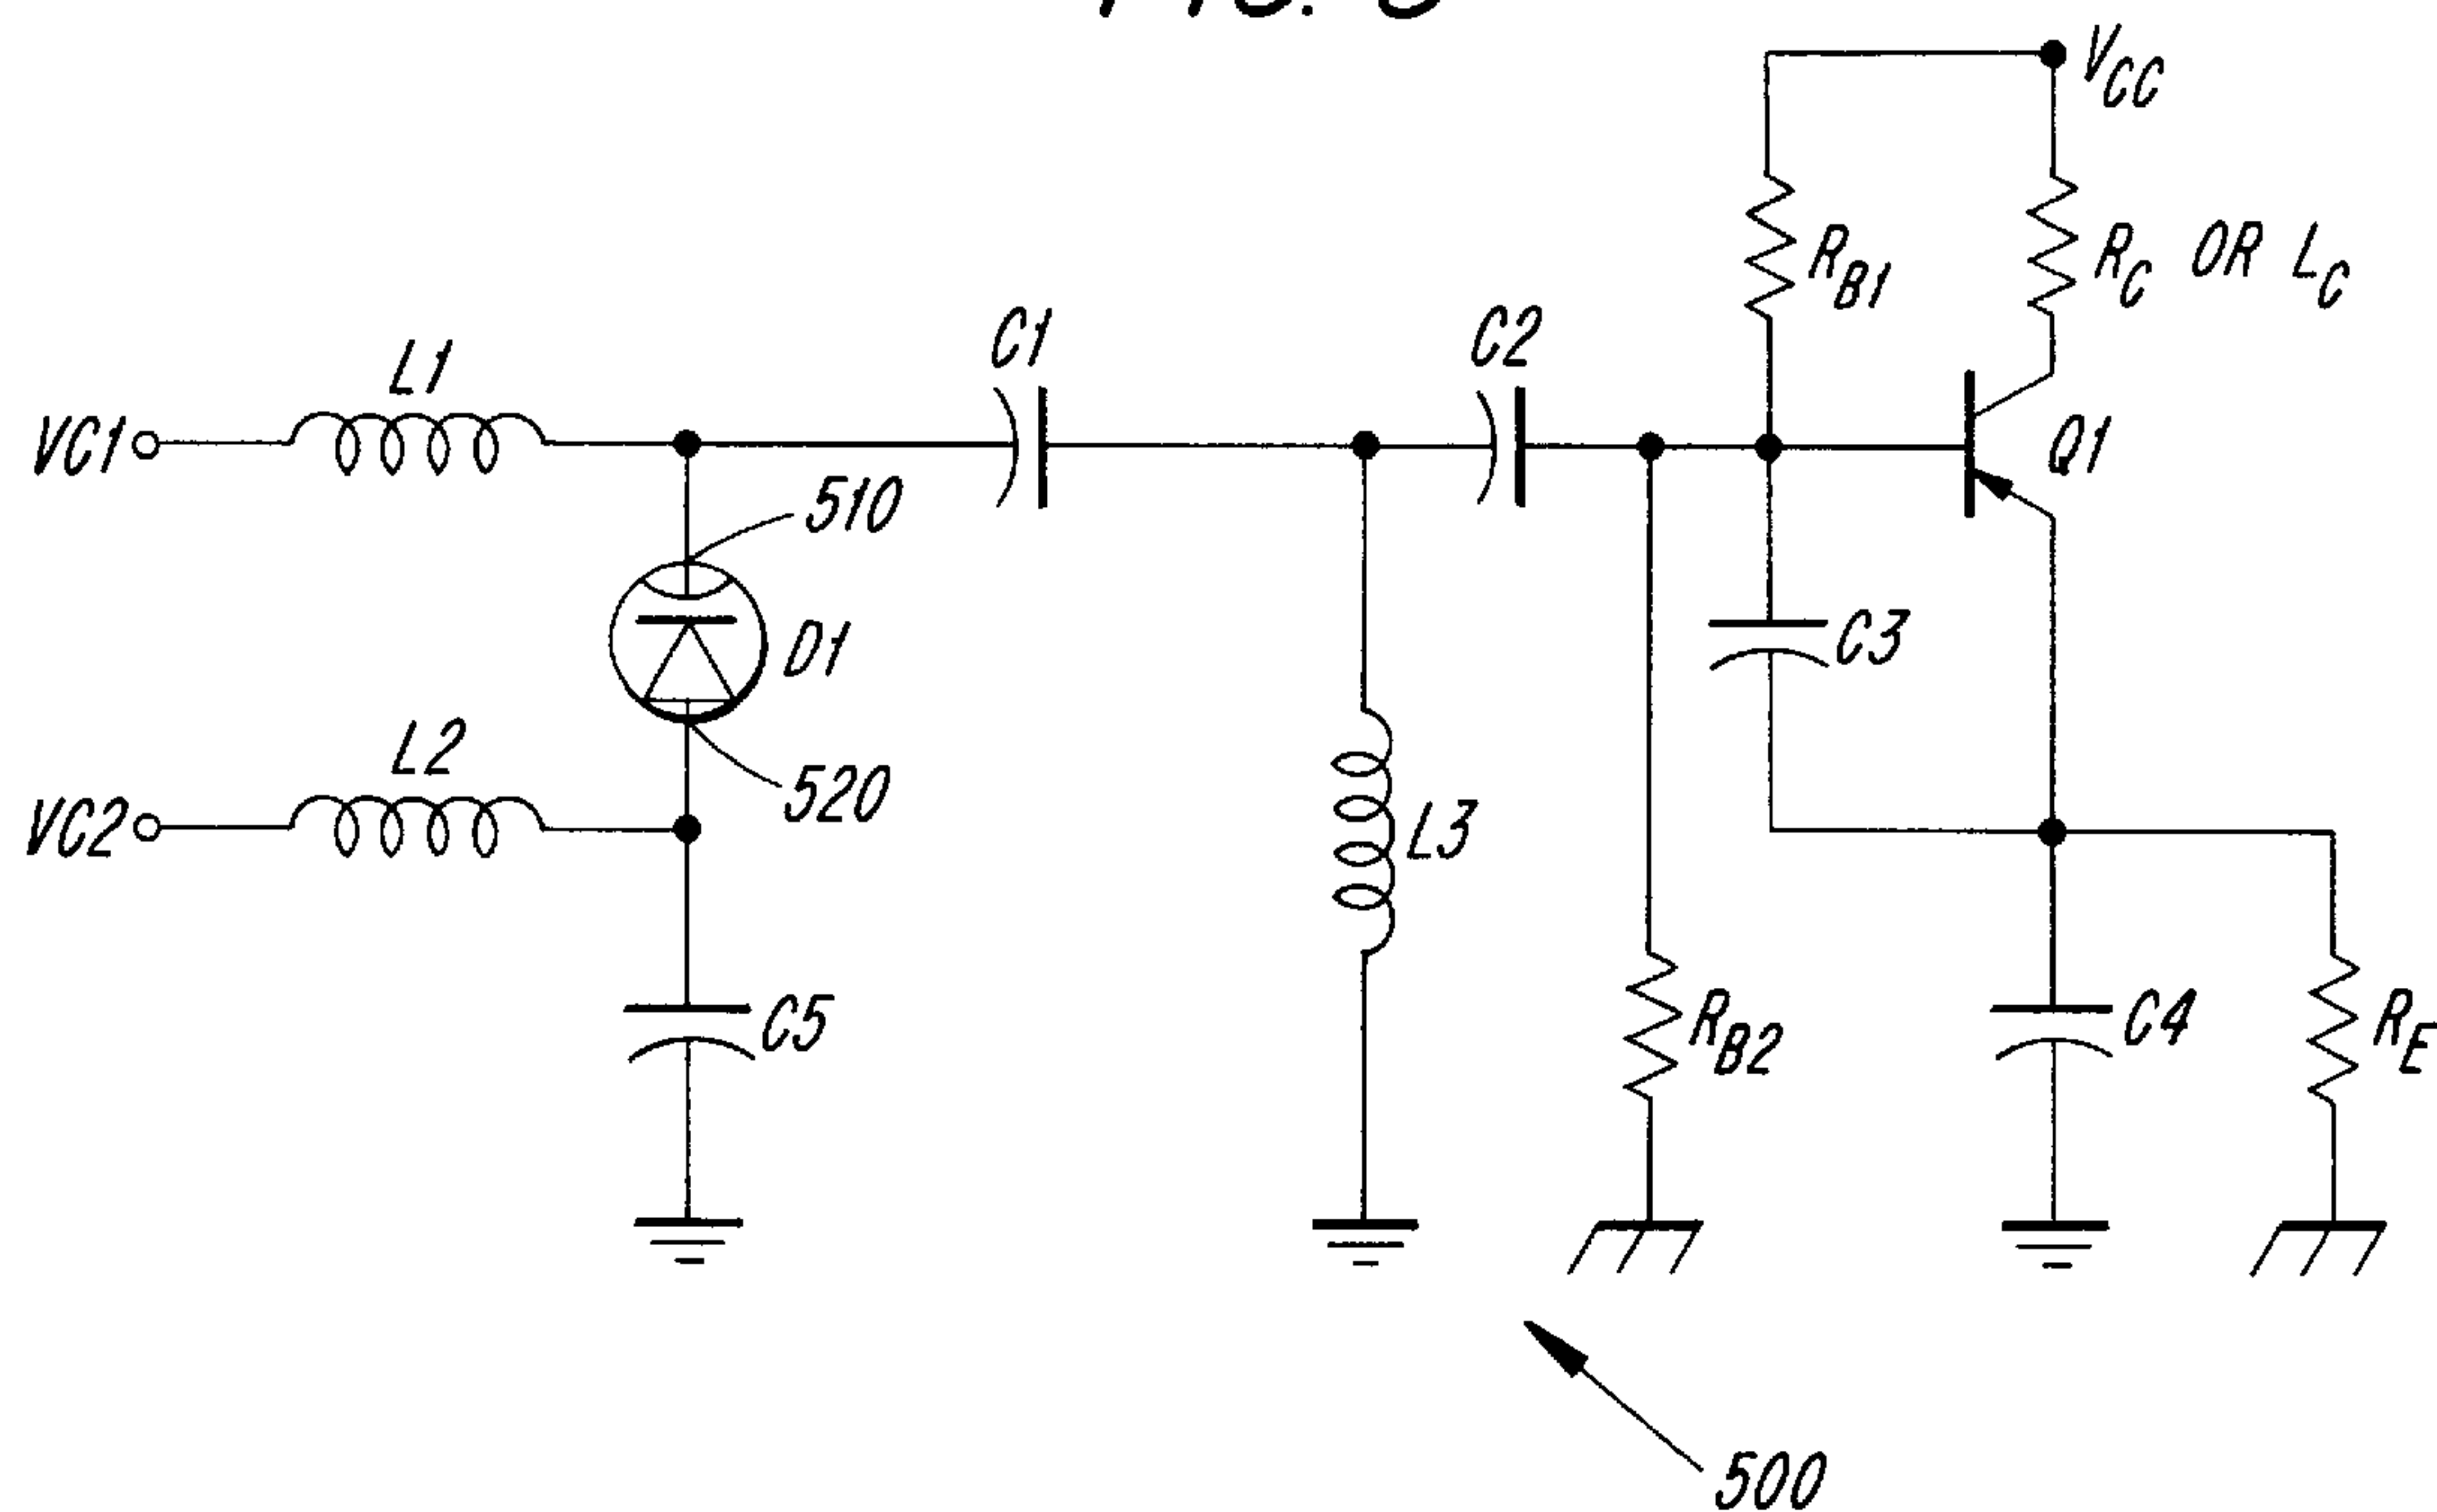 VCC
RB1
RC OR LC
C1
C2
L1
VC1
Q1
510
C3
D1
L2
520
VC2
L3
C5
RB2
C4
RE
500